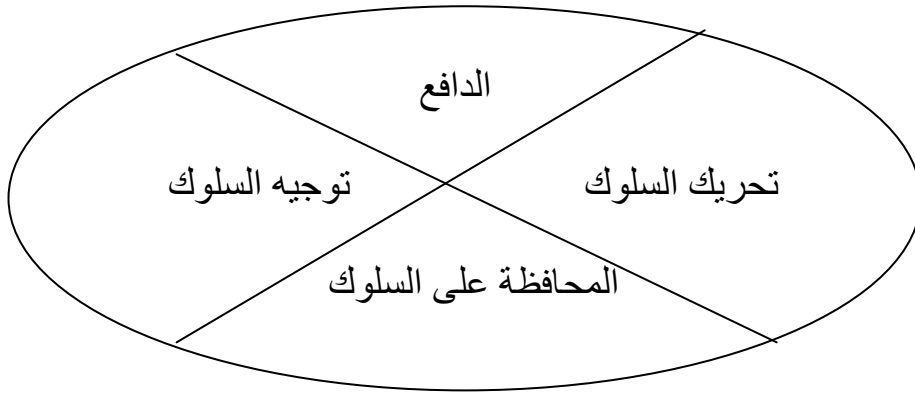 الدافع
تحريك السلوك
توجيه السلوك
المحافظة على السلوك